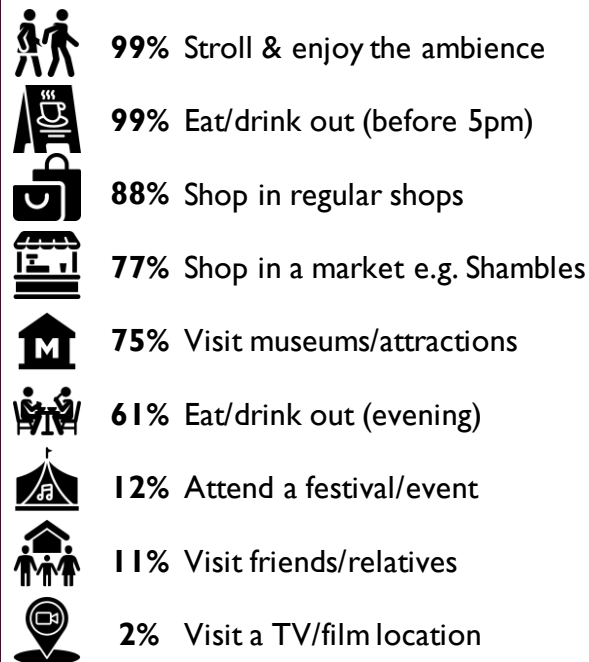 99% Stroll & enjoy the ambience
99% Eat/drink out (before 5pm)
88% Shop in regular shops
77% Shop in a market e.g. Shambles
M
75% Visit museums/attractions
61% Eat/drink out (evening)
12% Attend a festival/event
11% Visit friends/relatives
2% Visit a TV/film location